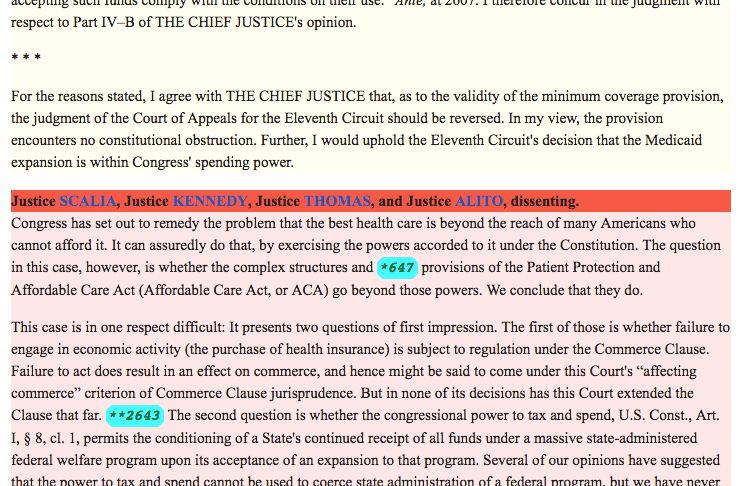 accepting such funds comply with the conditions on their use." Ante, at 2607. I therefore concur in the judgment with
respect to Part IV–B of THE CHIEF JUSTICE's opinion.
* * *
For the reasons stated, I agree with THE CHIEF JUSTICE that, as to the validity of the minimum coverage provision,
the judgment of the Court of Appeals for the Eleventh Circuit should be reversed. In my view, the provision
encounters no constitutional obstruction. Further, I would uphold the Eleventh Circuit's decision that the Medicaid
expansion is within Congress' spending power.
Justice SCALIA, Justice KENNEDY, Justice THOMAS, and Justice ALITO, dissenting.
Congress has set out to remedy the problem that the best health care is beyond the reach of many Americans who
cannot afford it. It can assuredly do that, by exercising the powers accorded to it under the Constitution. The question
in this case, however, is whether the complex structures and *647 provisions of the Patient Protection and
Affordable Care Act (Affordable Care Act, or ACA) go beyond those powers. We conclude that they do.
This case is in one respect difficult: It presents two questions of first impression. The first of those is whether failure to
engage in economic activity (the purchase of health insurance) is subject to regulation under the Commerce Clause.
Failure to act does result in an effect on commerce, and hence might be said to come under this Court's “affecting
commerce” criterion of Commerce Clause jurisprudence. But in none of its decisions has this Court extended the
Clause that far. **2643 The second question is whether the congressional power to tax and spend, U.S. Const., Art.
I, § 8, cl. 1, permits the conditioning of a State's continued receipt of all funds under a massive state-administered
federal welfare program upon its acceptance of an expansion to that program. Several of our opinions have suggested
that the power to tax and spend cannot be used to coerce state administration of a federal program, but we have never